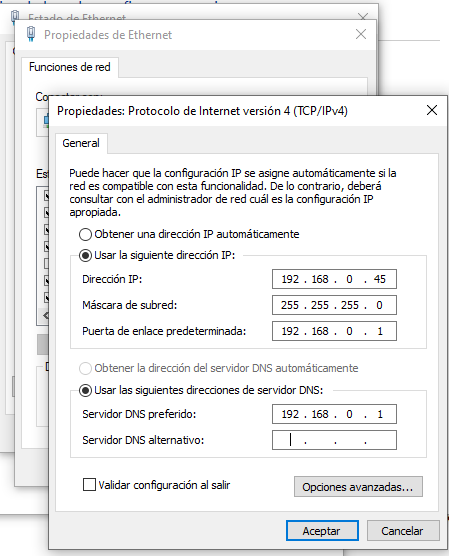 Estado de Ethernet
Propiedades de Ethernet
Funciones de red
Propiedades: Protocolo de Internet versión 4 (TCP/IPv4)
General
Puede hacer que la configuración IP se asigne automáticamente si la
red es compatible con esta funcionalidad. De lo contrario, deberá
consultar con el administrador de red cuál es la configuración IP
apropiada.
Obtener una dirección IP automáticamente
Usar la siguiente dirección IP:
Dirección IP: 192 . 168 . 0 . 45
Máscara de subred: 255 . 255 . 255 . 0
Puerta de enlace predeterminada: 192 . 168 . 0 . 1
Obtener la dirección del servidor DNS automáticamente
Usar las siguientes direcciones de servidor DNS:
Servidor DNS preferido: 192 . 168 . 0 . 1
Servidor DNS alternativo: . . .
Validar configuración al salir
Opciones avanzadas...
Aceptar
Cancelar